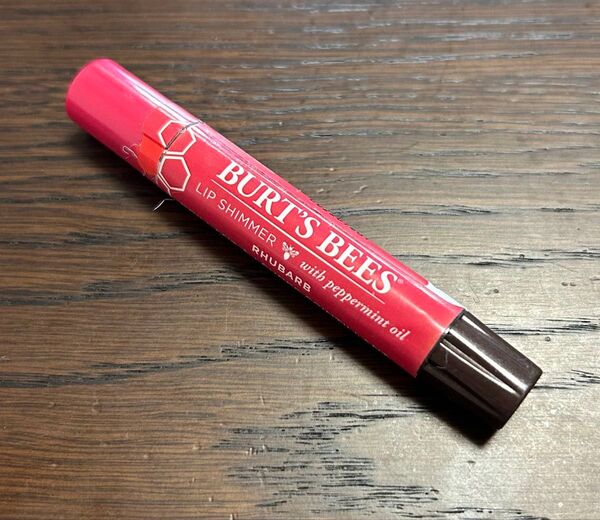 BURT'S BEES®
LIP SHIMMER with peppermint oil
RHUBARB